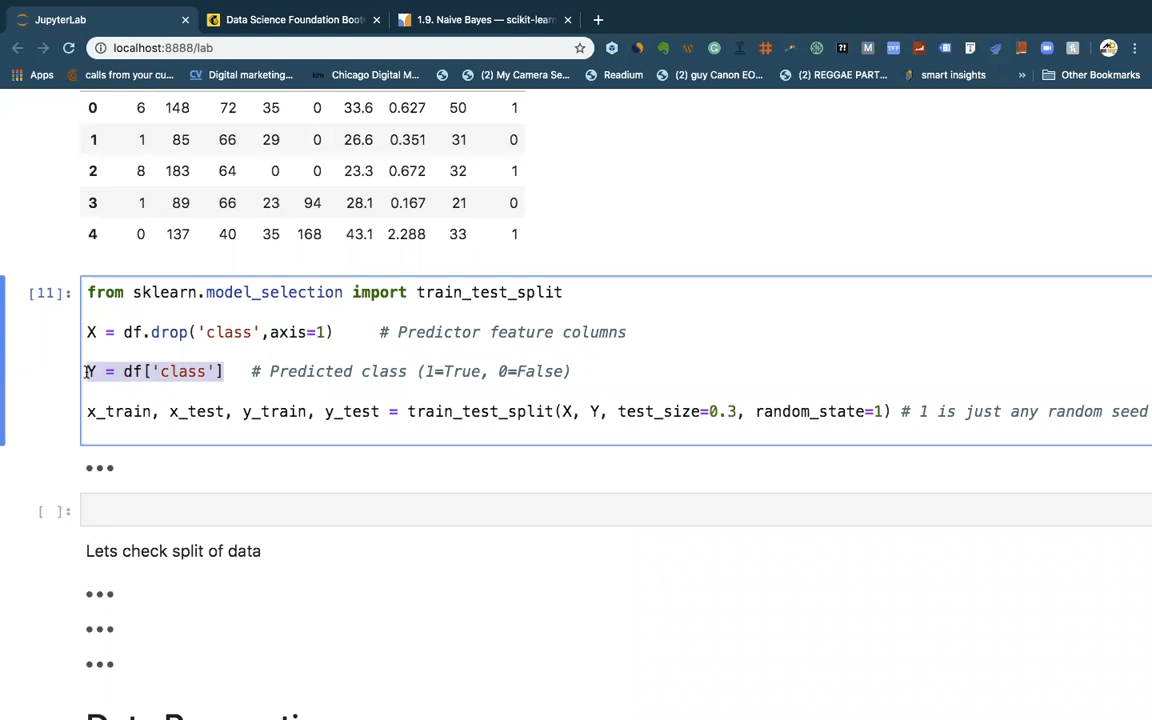 JupyterLab
Data Science Foundation Boot
1.9. Naive Bayes — scikit-learn
localhost:8888/lab
Apps
calls from your cu...
CV Digital marketing...
Chicago Digital M...
(2) My Camera Se...
Readium
(2) guy Canon EO...
(2) REGGAE PART...
smart insights
»
Other Bookmarks
0 6 148 72 35 0 33.6 0.627 50 1
1 1 85 66 29 0 26.6 0.351 31 0
2 8 183 64 0 0 23.3 0.672 32 1
3 1 89 66 23 94 28.1 0.167 21 0
4 0 137 40 35 168 43.1 2.288 33 1
[11]: from sklearn.model_selection import train_test_split
X = df.drop('class',axis=1) # Predictor feature columns
Y = df['class'] # Predicted class (1=True, 0=False)
x_train, x_test, y_train, y_test = train_test_split(X, Y, test_size=0.3, random_state=1) # 1 is just any random seed
[ ]:
Lets check split of data